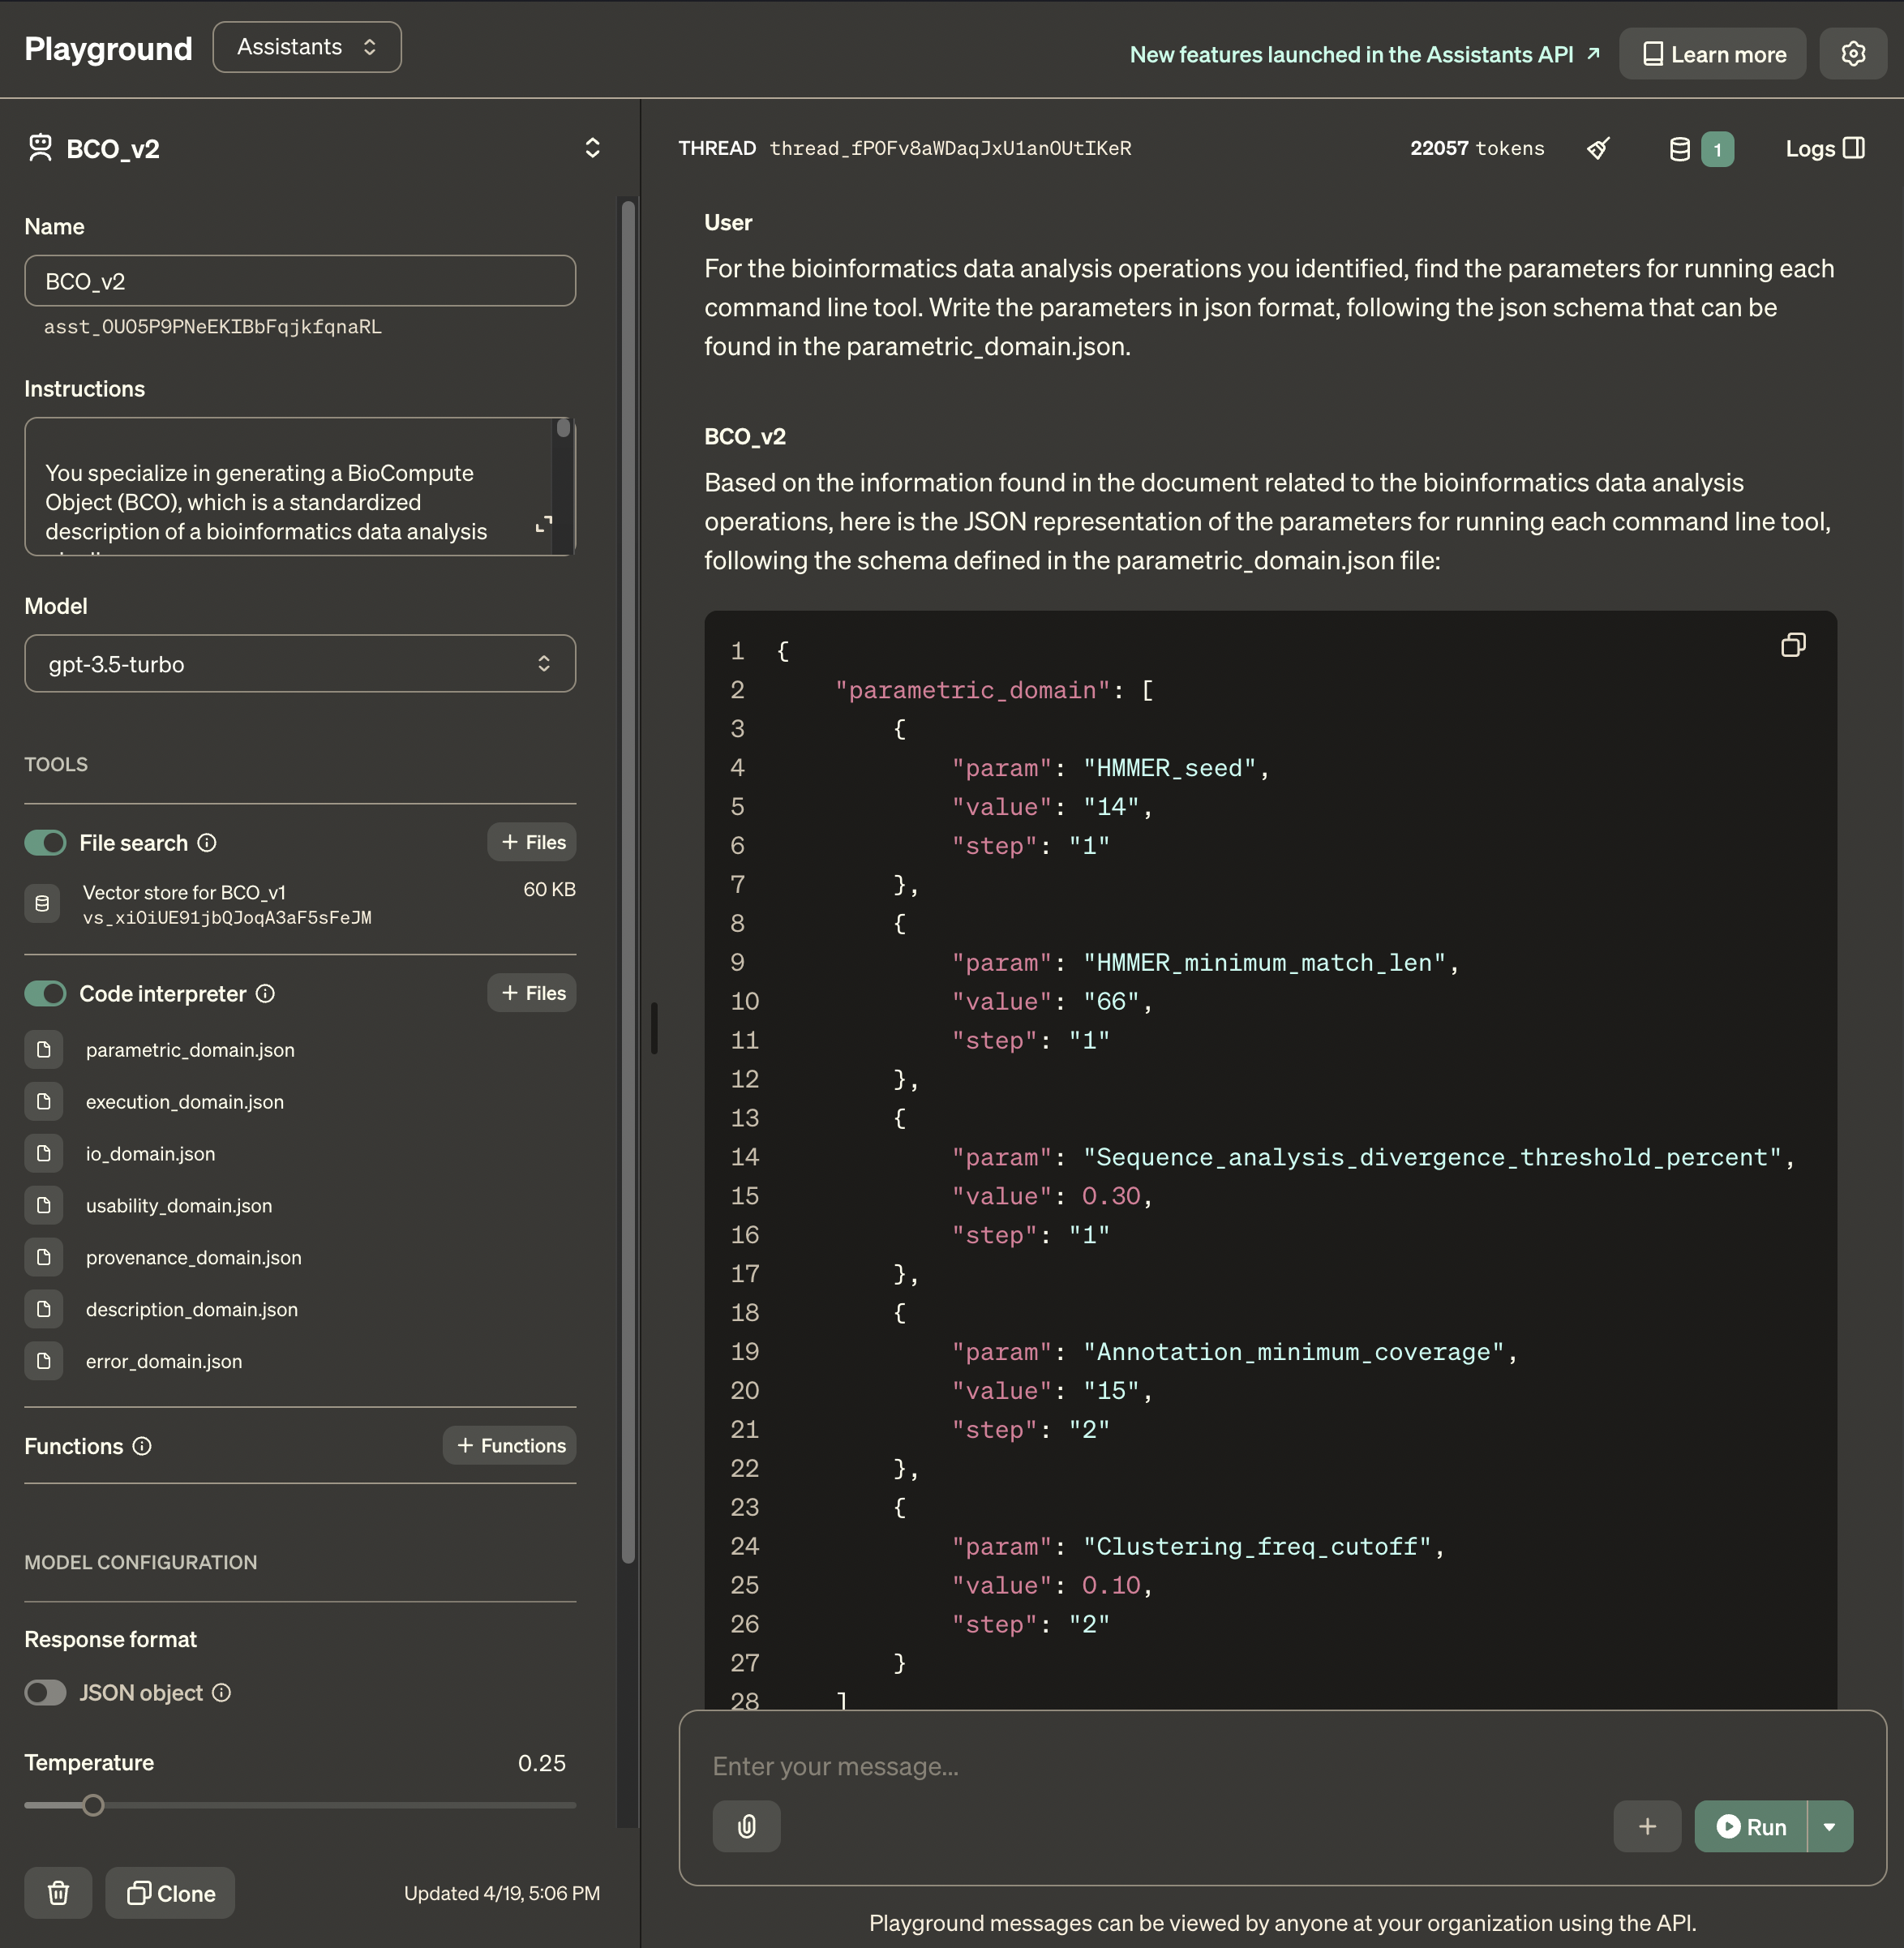 Playground
Assistants
New features launched in the Assistants API
Learn more
BCO_v2
Name
BCO_v2
asst_OUO5P9PNeEKIBbFqjkfqnaRL
Instructions
You specialize in generating a BioCompute
Object (BCO), which is a standardized
description of a bioinformatics data analysis
Model
gpt-3.5-turbo
TOOLS
File search
+ Files
Vector store for BCO_v1
60 KB
vs_xiOiUE91jbQJoqA3aF5sFeJM
Code interpreter
+ Files
parametric_domain.json
execution_domain.json
io_domain.json
usability_domain.json
provenance_domain.json
description_domain.json
error_domain.json
Functions
+ Functions
MODEL CONFIGURATION
Response format
JSON object
Temperature
0.25
Clone
Updated 4/19, 5:06 PM
THREAD thread_fPOFv8aWDaqJxU1anOUtIKeR
22057 tokens
1
Logs
User
For the bioinformatics data analysis operations you identified, find the parameters for running each
command line tool. Write the parameters in json format, following the json schema that can be
found in the parametric_domain.json.
BCO_v2
Based on the information found in the document related to the bioinformatics data analysis
operations, here is the JSON representation of the parameters for running each command line tool,
following the schema defined in the parametric_domain.json file:
1 {
2 "parametric_domain": [
3 {
4 "param": "HMMER_seed",
5 "value": "14",
6 "step": "1"
7 },
8 {
9 "param": "HMMER_minimum_match_len",
10 "value": "66",
11 "step": "1"
12 },
13 {
14 "param": "Sequence_analysis_divergence_threshold_percent",
15 "value": 0.30,
16 "step": "1"
17 },
18 {
19 "param": "Annotation_minimum_coverage",
20 "value": "15",
21 "step": "2"
22 },
23 {
24 "param": "Clustering_freq_cutoff",
25 "value": 0.10,
26 "step": "2"
27 }
28 ]
Enter your message...
Run
Playground messages can be viewed by anyone at your organization using the API.